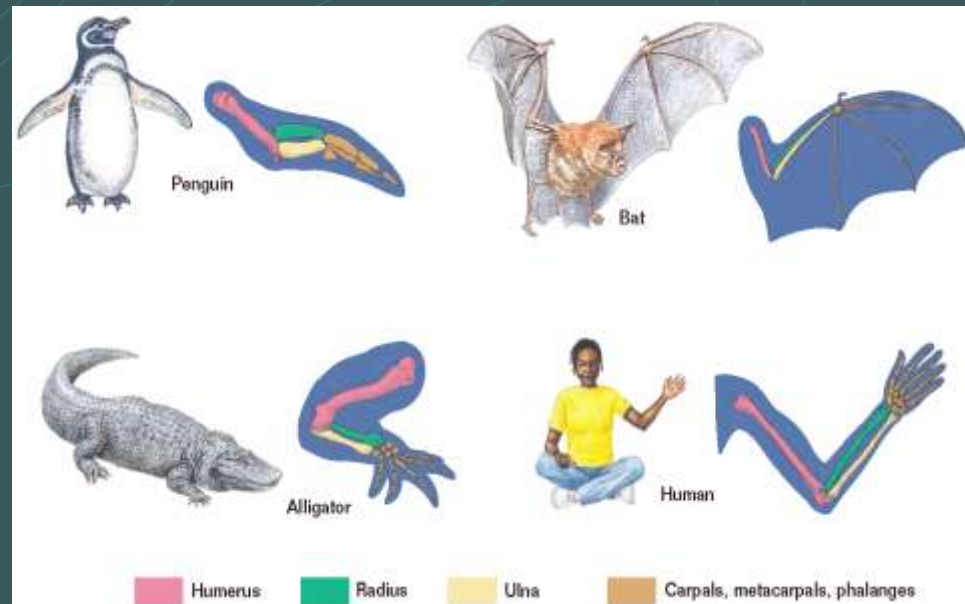 Penguin
Bat
Alligator
Human
Humerus
Radius
Ulna
Carpals, metacarpals, phalanges